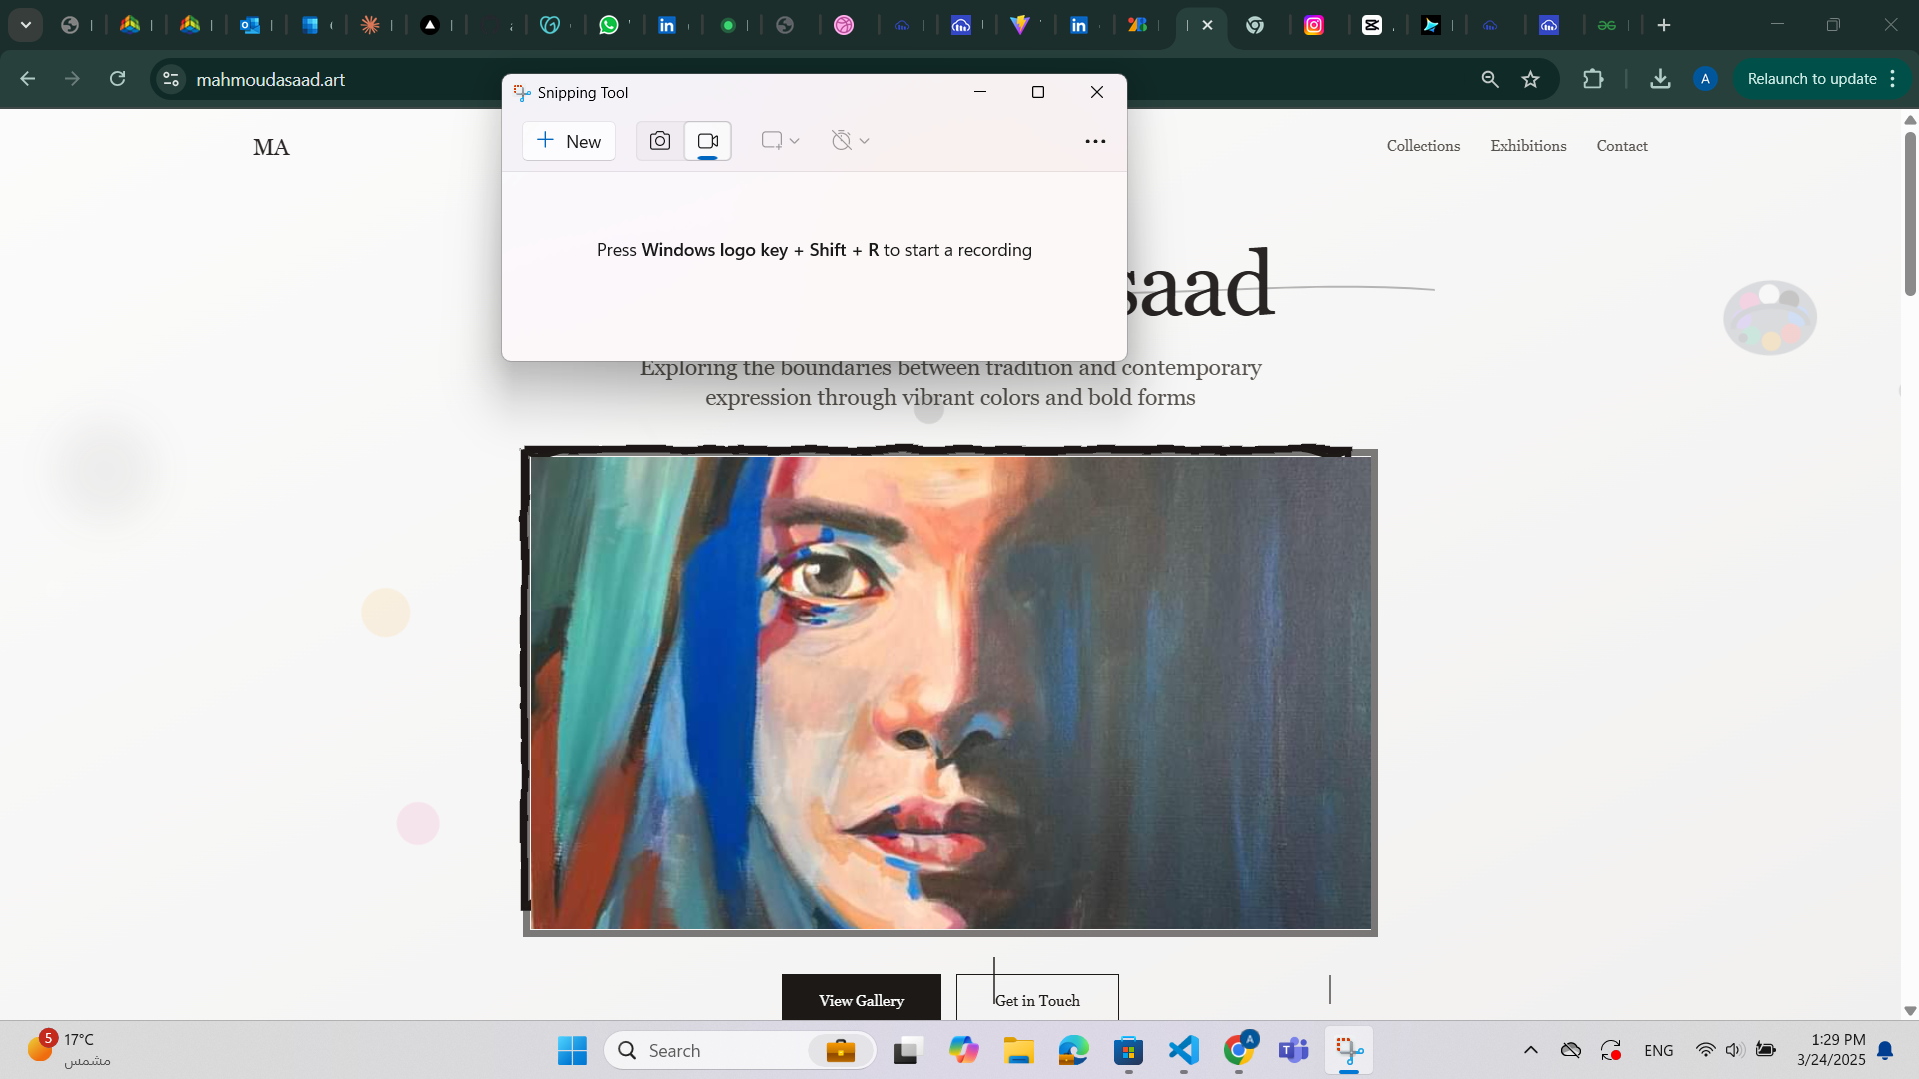 mahmoudasaad.art
Relaunch to update
A
Snipping Tool
New
Press Windows logo key + Shift + R to start a recording
MA
Collections
Exhibitions
Contact
saad
Exploring the boundaries between tradition and contemporary
expression through vibrant colors and bold forms
View Gallery
Get in Touch
5
17°C
مشمس
Search
A
ENG
1:29 PM
3/24/2025